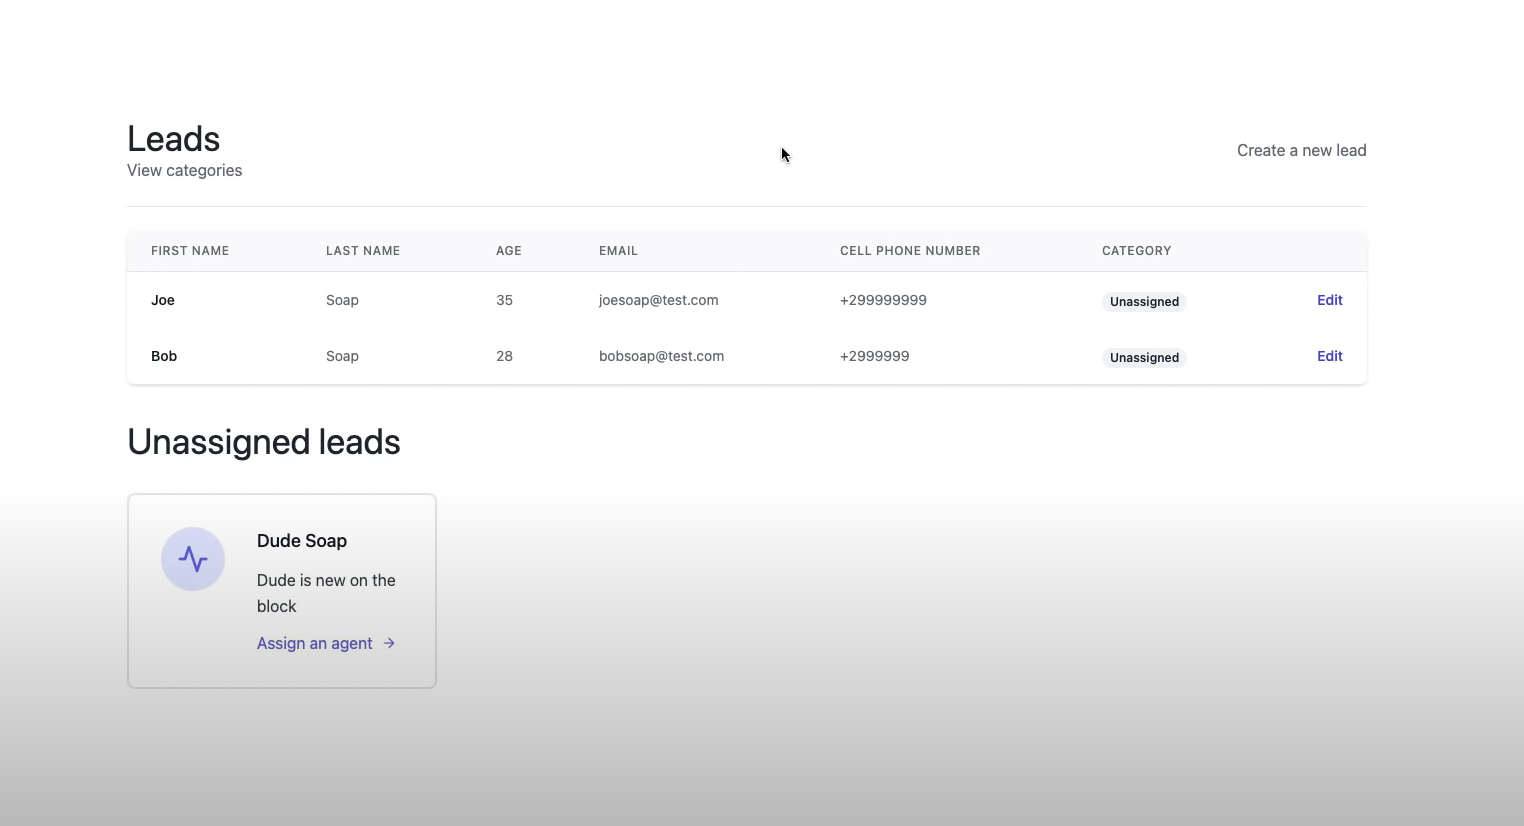 Leads
View categories
Create a new lead
FIRST NAME LAST NAME AGE EMAIL CELL PHONE NUMBER CATEGORY
Joe Soap 35 joesoap@test.com +299999999 Unassigned Edit
Bob Soap 28 bobsoap@test.com +2999999 Unassigned Edit
Unassigned leads
Dude Soap
Dude is new on the
block
Assign an agent →